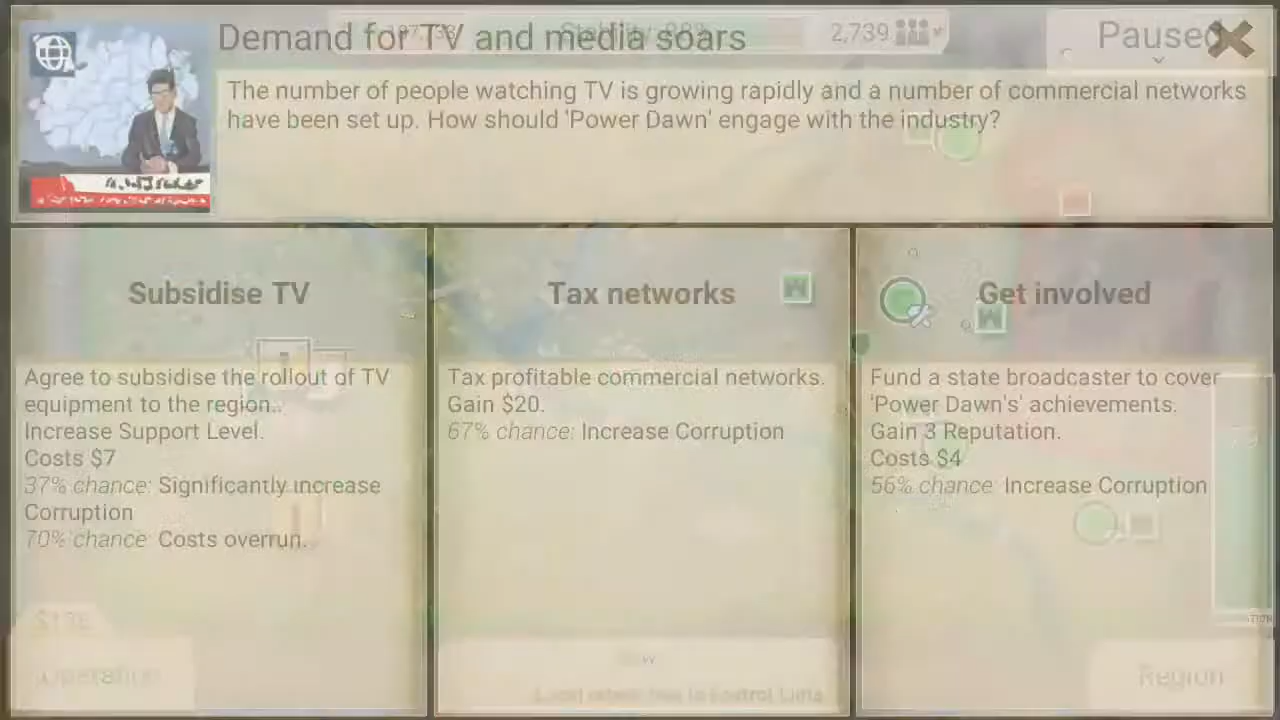 Demand for TV and media soars
2,739
Paused
The number of people watching TV is growing rapidly and a number of commercial networks
have been set up. How should 'Power Dawn' engage with the industry?
Subsidise TV
Agree to subsidise the rollout of TV
equipment to the region..
Increase Support Level.
Costs $7
37% chance: Significantly increase
Corruption
70% chance: Costs overrun..
Tax networks
Tax profitable commercial networks.
Gain $20.
67% chance: Increase Corruption
Get involved
Fund a state broadcaster to cover
'Power Dawn's' achievements.
Gain 3 Reputation.
Costs $4
56% chance: Increase Corruption
Operation
Region